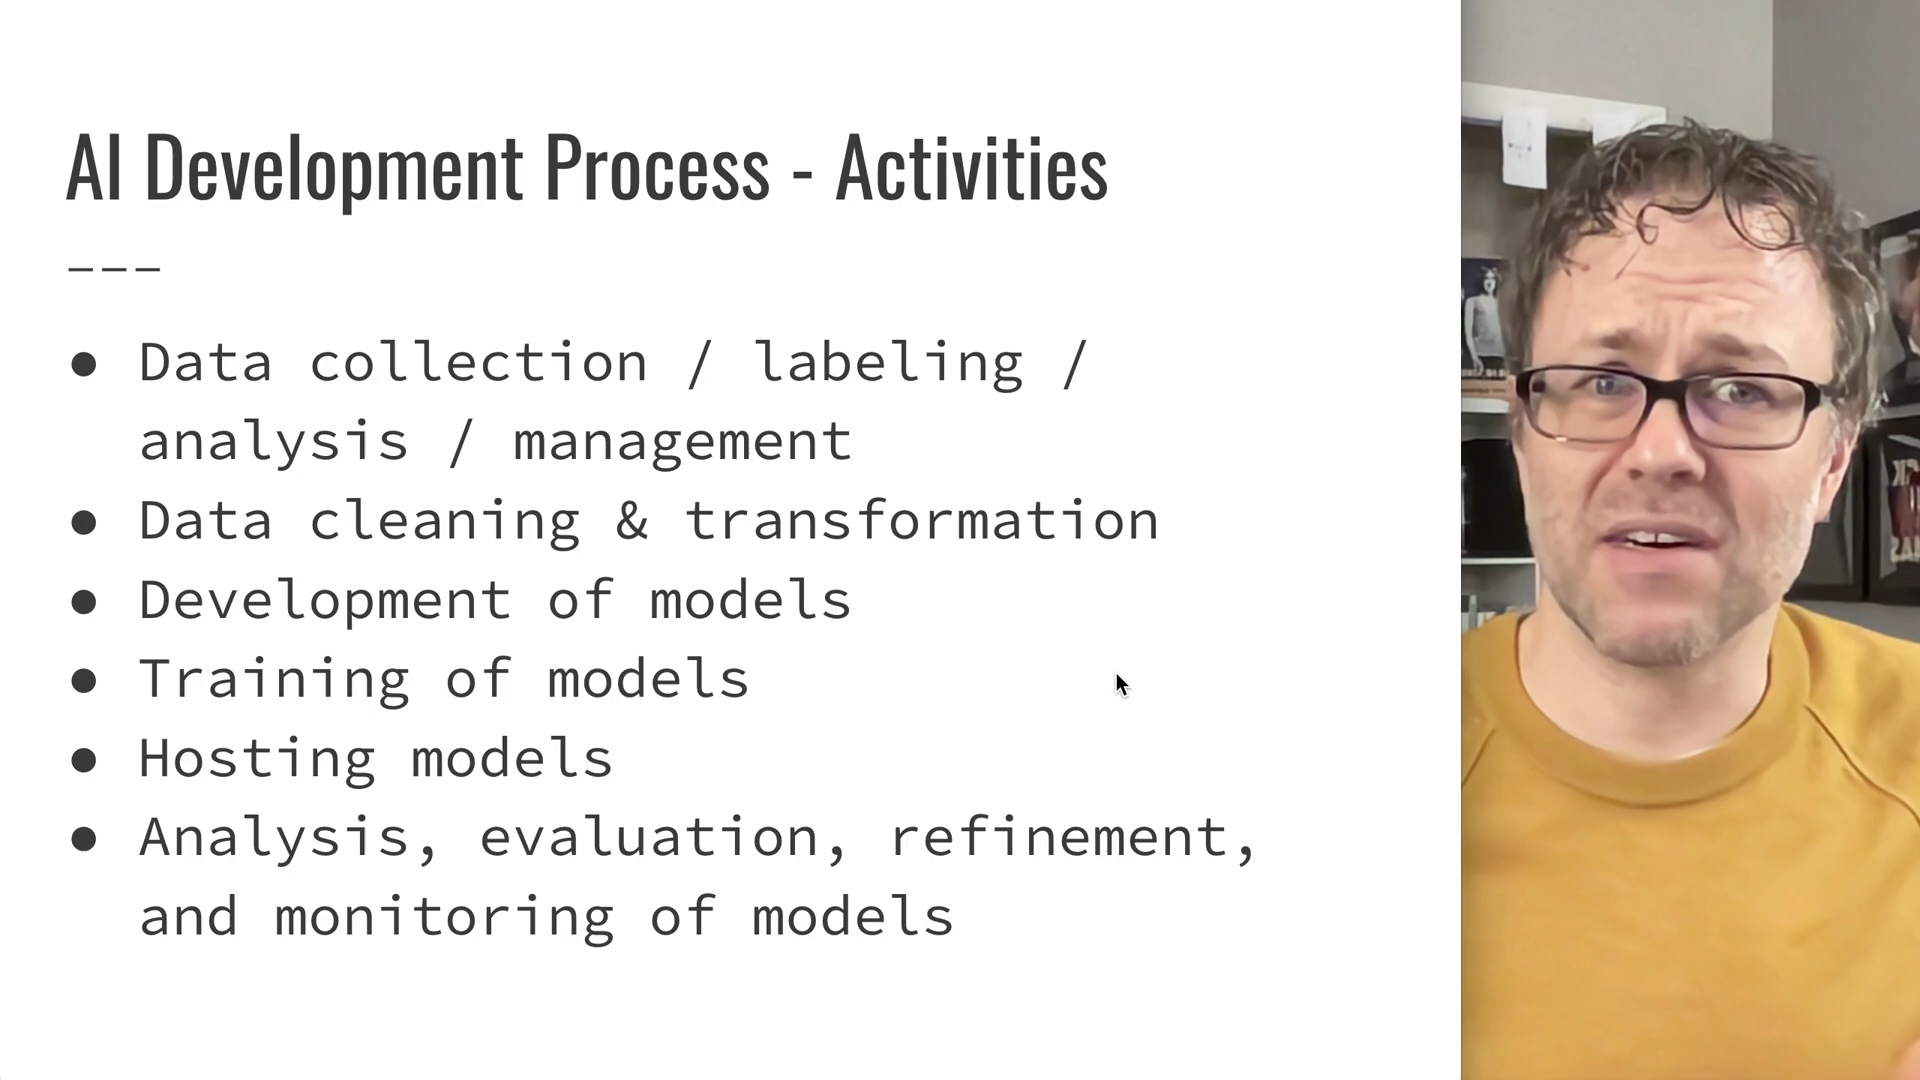 AI Development Process - Activities
---
● Data collection / labeling /
analysis / management
● Data cleaning & transformation
● Development of models
● Training of models
● Hosting models
● Analysis, evaluation, refinement,
and monitoring of models